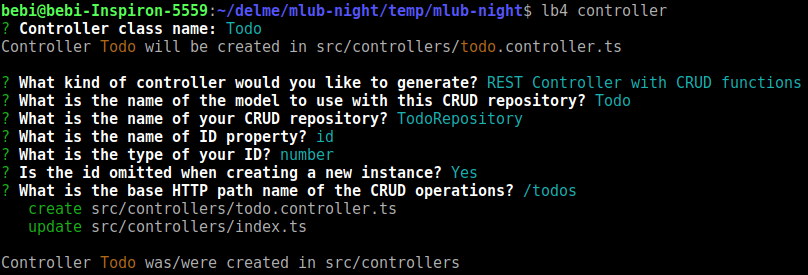 bebi@bebi-Inspiron-5559:~/delme/mlub-night/temp/mlub-night$ lb4 controller
? Controller class name: Todo
Controller Todo will be created in src/controllers/todo.controller.ts
? What kind of controller would you like to generate? REST Controller with CRUD functions
? What is the name of the model to use with this CRUD repository? Todo
? What is the name of your CRUD repository? TodoRepository
? What is the name of ID property? id
? What is the type of your ID? number
? Is the id omitted when creating a new instance? Yes
? What is the base HTTP path name of the CRUD operations? /todos
create src/controllers/todo.controller.ts
update src/controllers/index.ts
Controller Todo was/were created in src/controllers